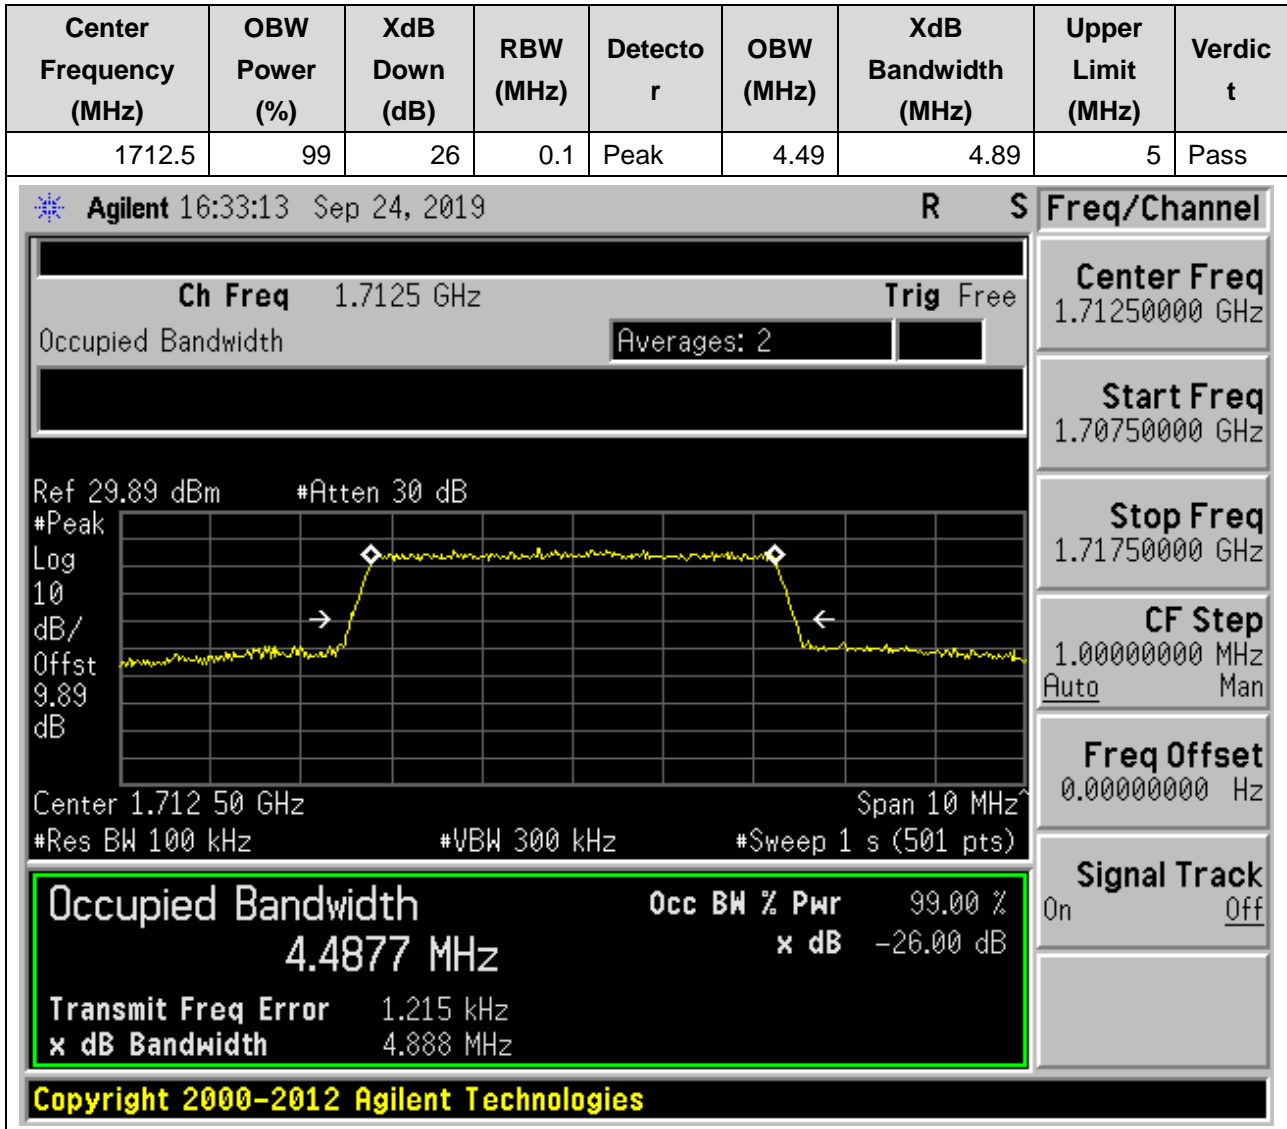 Center Frequency (MHz) OBW Power (%) XdB Down (dB) RBW (MHz) Detecto r OBW (MHz) XdB Bandwidth (MHz) Upper Limit (MHz) Verdic t
1712.5 99 26 0.1 Peak 4.49 4.89 5 Pass
Agilent 16:33:13 Sep 24, 2019 R S
Freq/Channel
Ch Freq 1.7125 GHz Trig Free
Occupied Bandwidth Averages: 2
Center Freq
1.71250000 GHz
Start Freq
1.70750000 GHz
Stop Freq
1.71750000 GHz
CF Step
1.00000000 MHz
Auto Man
Freq Offset
0.00000000 Hz
Signal Track
On Off
Ref 29.89 dBm #Atten 30 dB
#Peak
Log
10
dB/
Offst
9.89
dB
Center 1.712 50 GHz Span 10 MHz^
#Res BW 100 kHz #VBW 300 kHz #Sweep 1 s (501 pts)
Occupied Bandwidth Occ BW % Pwr 99.00 %
4.4877 MHz x dB -26.00 dB
Transmit Freq Error 1.215 kHz
x dB Bandwidth 4.888 MHz
Copyright 2000-2012 Agilent Technologies